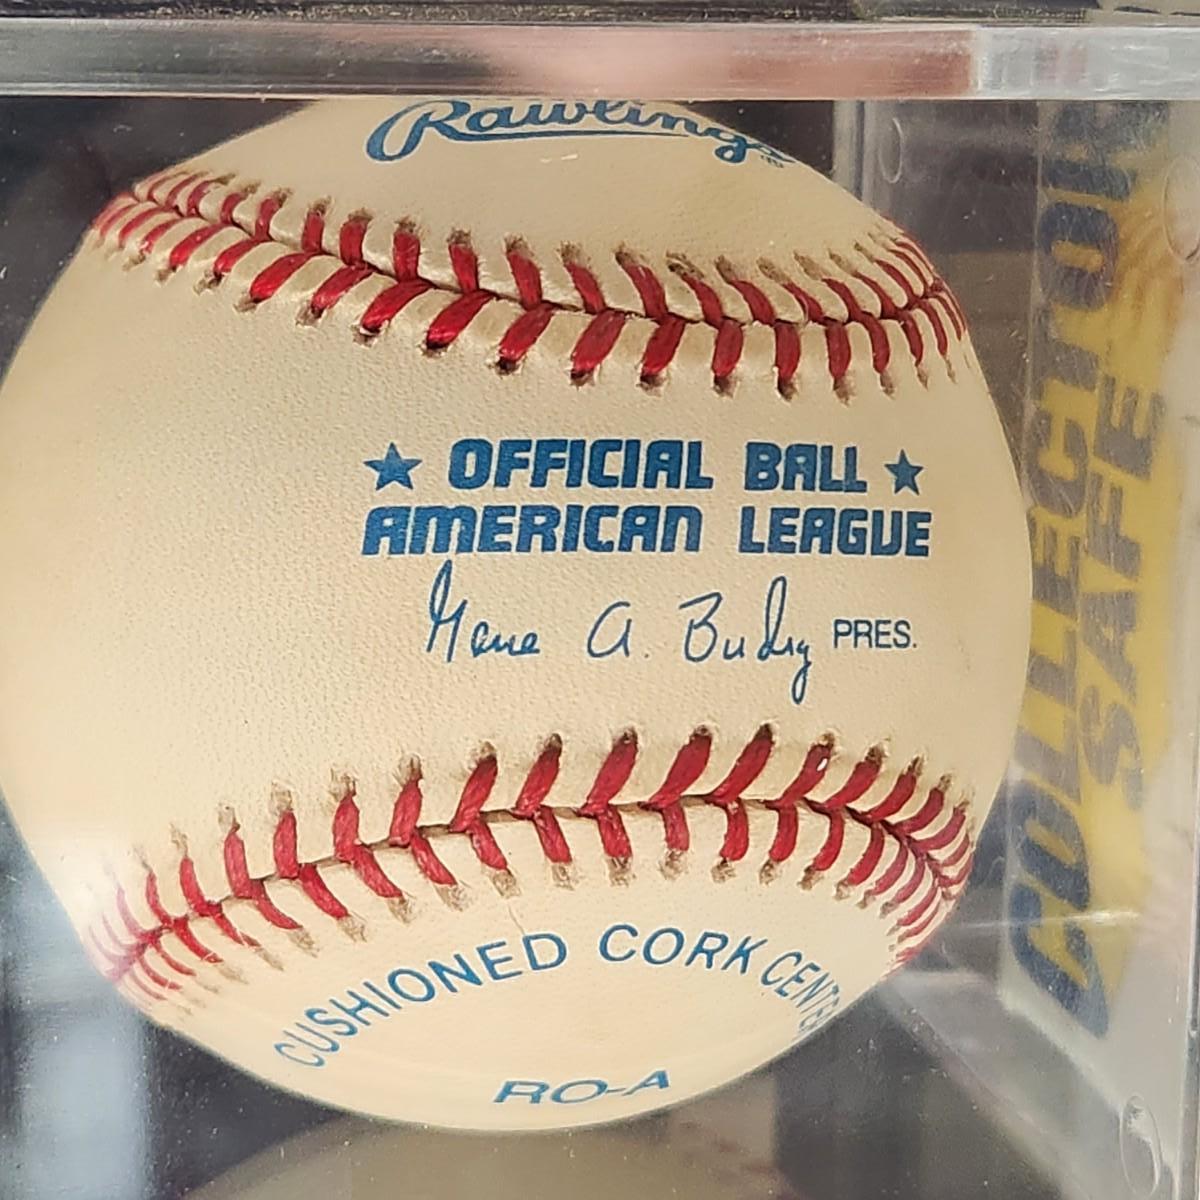 Rawlings
★ OFFICIAL BALL ★
AMERICAN LEAGUE
Gene A. Budig PRES.
CUSHIONED CORK CENTER
RO-A
COLLECTOR
SAFE